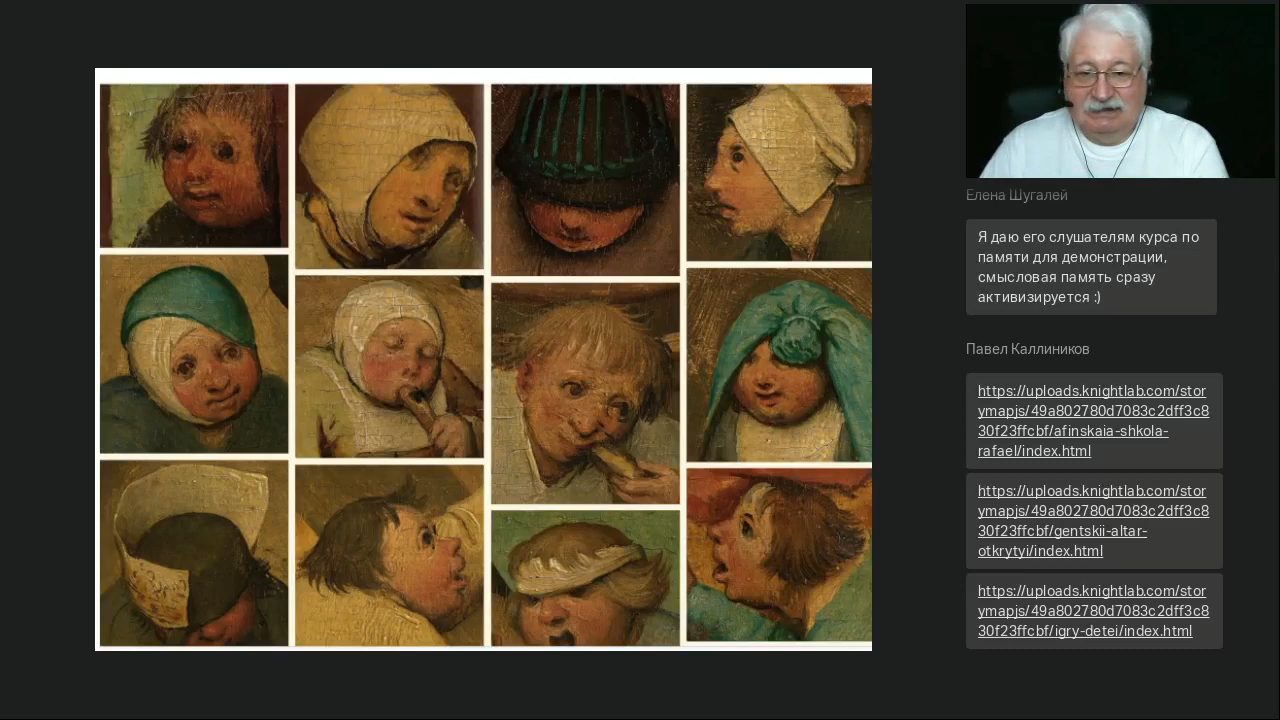 Елена Шугалей
Я даю его слушателям курса по
памяти для демонстрации,
смысловая память сразу
активизируется :)
Павел Каллиников
https://uploads.knightlab.com/stor
ymapjs/49a802780d7083c2dff3c8
30f23ffcbf/afinskaia-shkola-
rafael/index.html
https://uploads.knightlab.com/stor
ymapjs/49a802780d7083c2dff3c8
30f23ffcbf/gentskii-altar-
otkrytyi/index.html
https://uploads.knightlab.com/stor
ymapjs/49a802780d7083c2dff3c8
30f23ffcbf/igry-detei/index.html